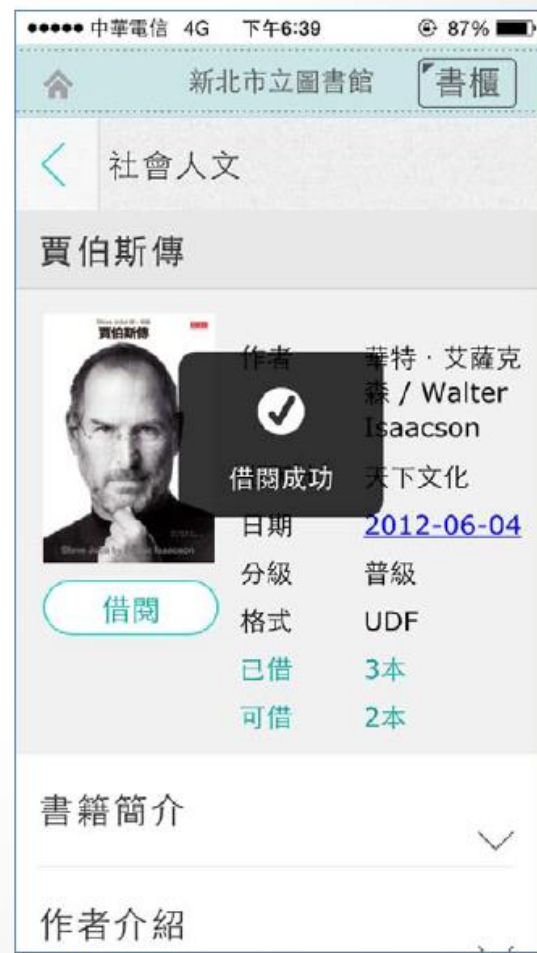 中華電信 4G 下午6:39 87%
新北市立圖書館 書櫃
社會人文
賈伯斯傳
賈伯斯傳
作者 華特．艾薩克
森 / Walter
Isaacson
借閱成功
天下文化
日期 2012-06-04
分級 普級
借閱
格式 UDF
已借 3本
可借 2本
書籍簡介
作者介紹